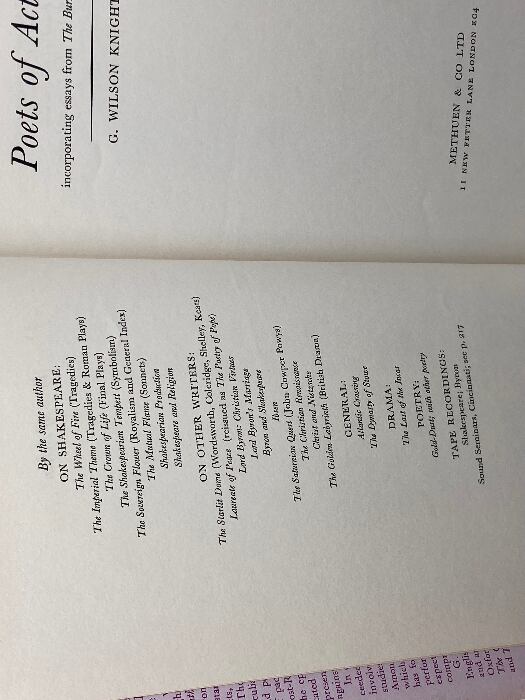 By the same author
ON SHAKESPEARE:
The Wheel of Fire (Tragedies)
The Imperial Theme (Tragedies & Roman Plays)
The Crown of Life (Final Plays)
The Shakespearian Tempest (Symbolism)
The Sovereign Flower (Royalism and General Index)
The Mutual Flame (Sonnets)
Shakespearian Production
Shakespeare and Religion
ON OTHER WRITERS:
The Starlit Dome (Wordsworth, Coleridge, Shelley, Keats)
Laureate of Peace (reissued as The Poetry of Pope)
Lord Byron: Christian Virtues
Lord Byron's Marriage
Byron and Shakespeare
Ibsen
The Saturnian Quest (John Cowper Powys)
The Christian Renaissance
Christ and Nietzsche
The Golden Labyrinth (British Drama)
GENERAL:
Atlantic Crossing
The Dynasty of Stowe
DRAMA:
The Last of the Incas
POETRY:
Gold-Dust; with other poetry
TAPE RECORDINGS:
Shakespeare; Byron
Sound Seminars, Cincinnati; see p. 217
Poets of Act
incorporating essays from The Bur
G. WILSON KNIGHT
METHUEN & CO LTD
11 NEW FETTER LANE LONDON EC4